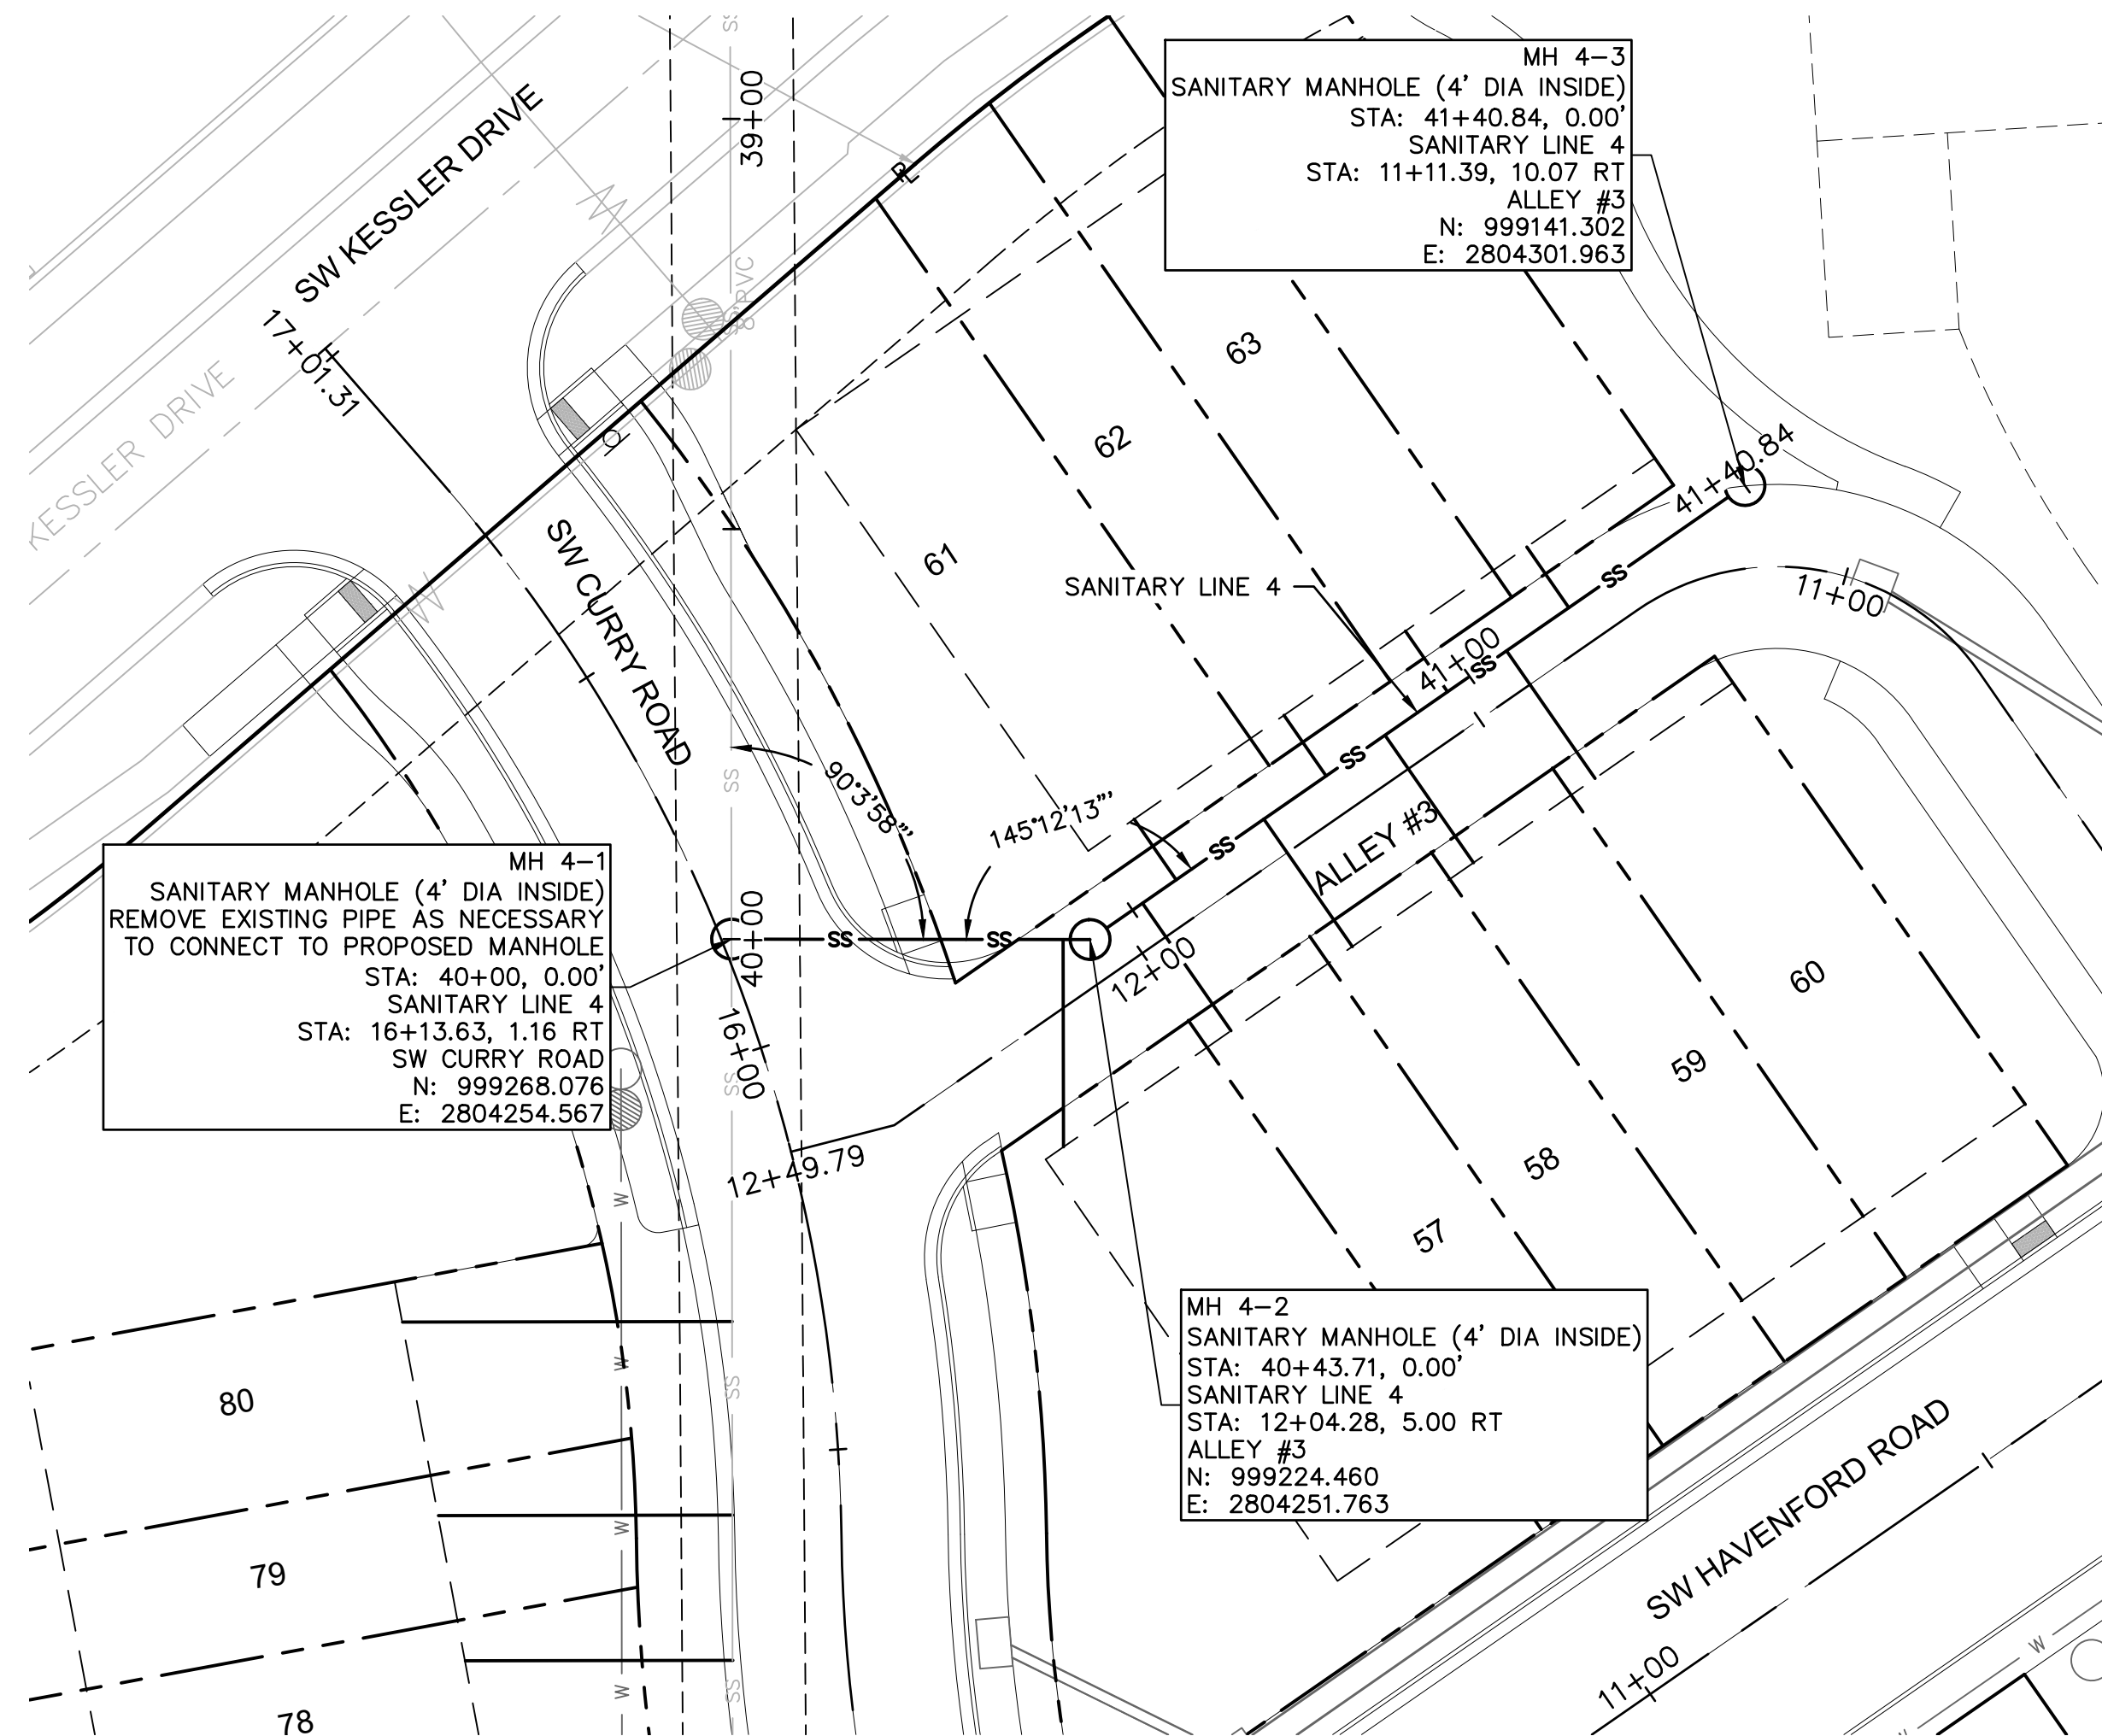 MH 4-3
SANITARY MANHOLE (4' DIA INSIDE)
STA: 41+40.84, 0.00'
SANITARY LINE 4
STA: 11+11.39, 10.07 RT
ALLEY #3
N: 999141.302
E: 2804301.963
SS
39+00
SW KESSLER DRIVE
8"PVC
17+01.31
KESSLER DRIVE
63
62
61
41+40.84
SW CURRY ROAD
SANITARY LINE 4
SS
11+00
41+00
SS
SS
SS
90°3'58"'
145°12'13"'
SS
ALLEY #3
MH 4-1
SANITARY MANHOLE (4' DIA INSIDE)
REMOVE EXISTING PIPE AS NECESSARY
TO CONNECT TO PROPOSED MANHOLE
STA: 40+00, 0.00'
SANITARY LINE 4
STA: 16+13.63, 1.16 RT
SW CURRY ROAD
N: 999268.076
E: 2804254.567
40+00
SS
SS
12+00
16+00
SS
60
59
58
57
12+49.79
W
MH 4-2
SANITARY MANHOLE (4' DIA INSIDE)
STA: 40+43.71, 0.00'
SANITARY LINE 4
STA: 12+04.28, 5.00 RT
ALLEY #3
N: 999224.460
E: 2804251.763
W
SS
80
W
79
SW HAVENFORD ROAD
11+00
W
W
SS
78